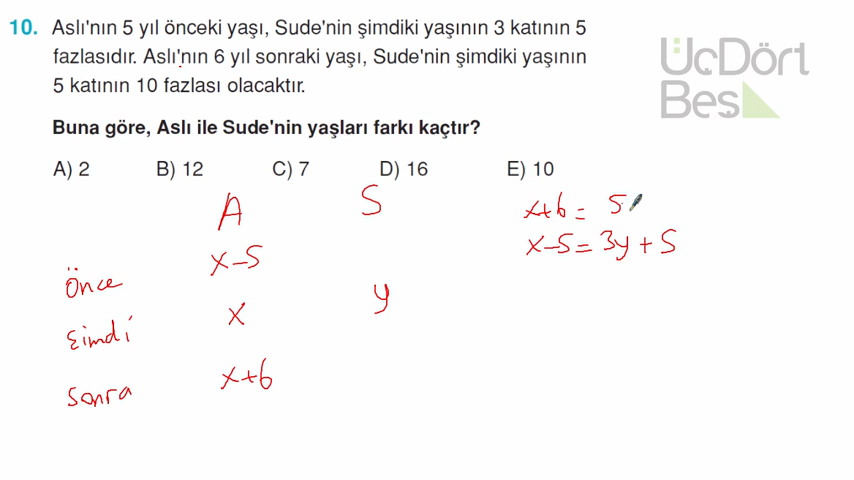 10. Aslı'nın 5 yıl önceki yaşı, Sude'nin şimdiki yaşının 3 katının 5
fazlasıdır. Aslı'nın 6 yıl sonraki yaşı, Sude'nin şimdiki yaşının
5 katının 10 fazlası olacaktır.
Buna göre, Aslı ile Sude'nin yaşları farkı kaçtır?
A) 2 B) 12 C) 7 D) 16 E) 10
ÜçDört
Beş
A S
x-5
Önce
y
x
Şimdi
x+6
Sonra
x+6 = 5
x-5 = 3y + 5